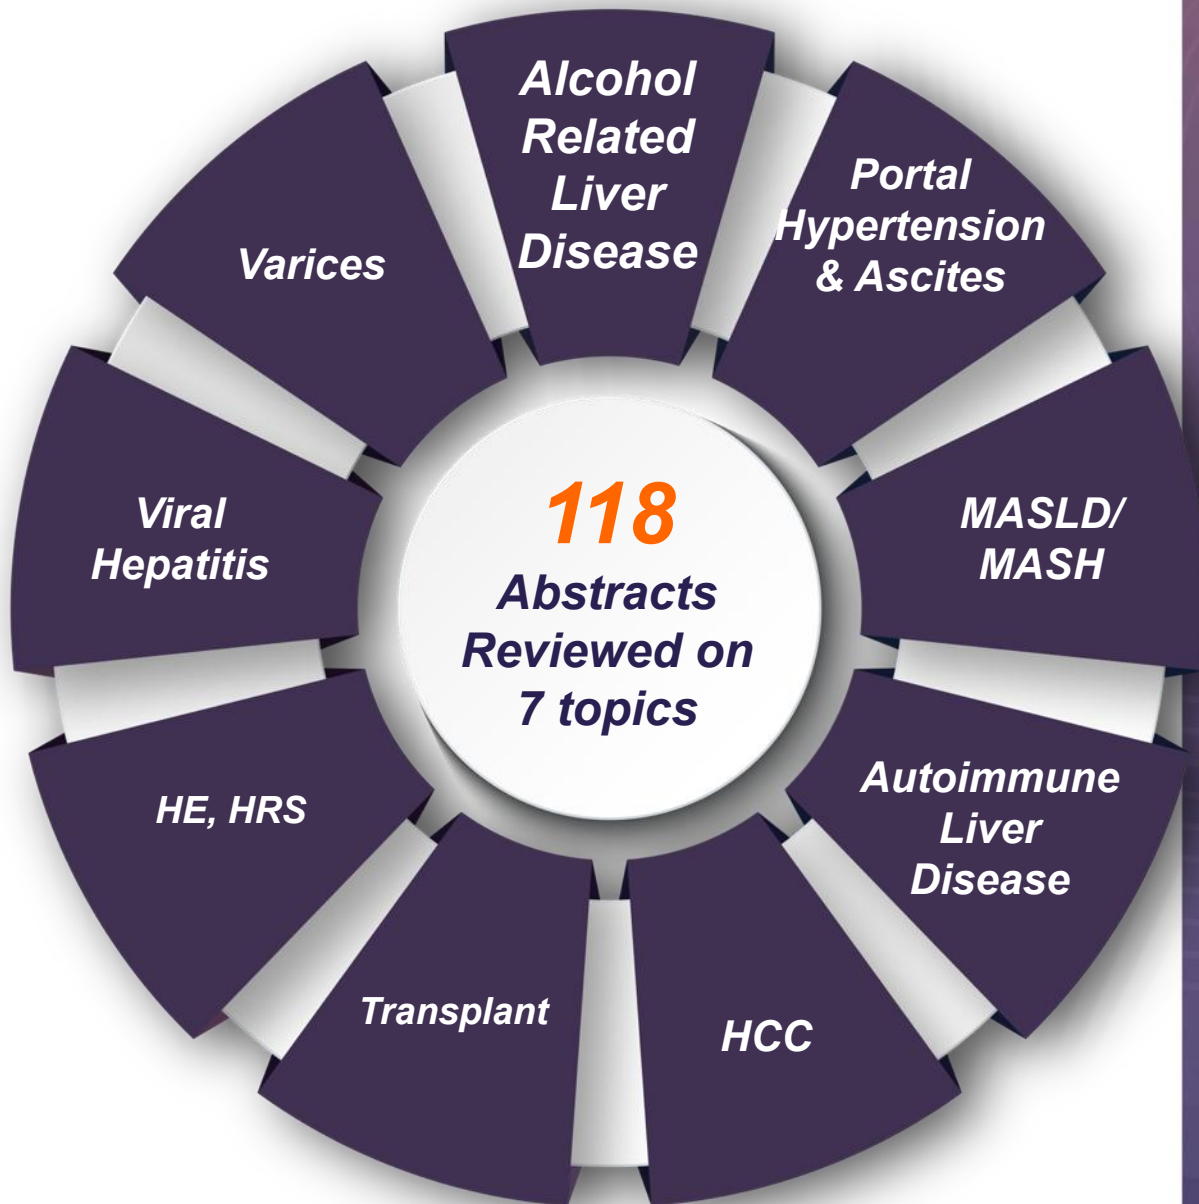 Alcohol
Related
Liver
Disease
Portal
Hypertension
& Ascites
MASLD/
MASH
Autoimmune
Liver
Disease
HCC
Transplant
HE, HRS
Viral
Hepatitis
Varices
118
Abstracts
Reviewed on
7 topics